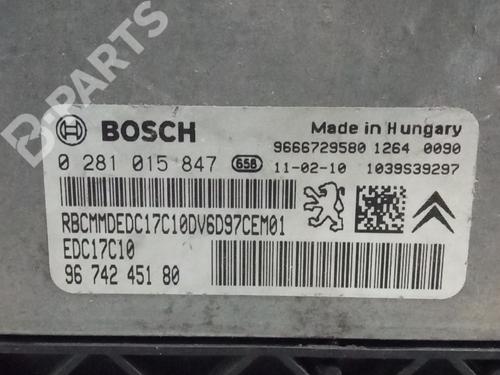 B-PARTS
BOSCH
Made in Hungary
9666729580 1264 0090
0 281 015 847 658 11-02-10 1039S39297
RBCMMDEDC17C10DV6D97CEM01
EDC17C10
96 742 451 80